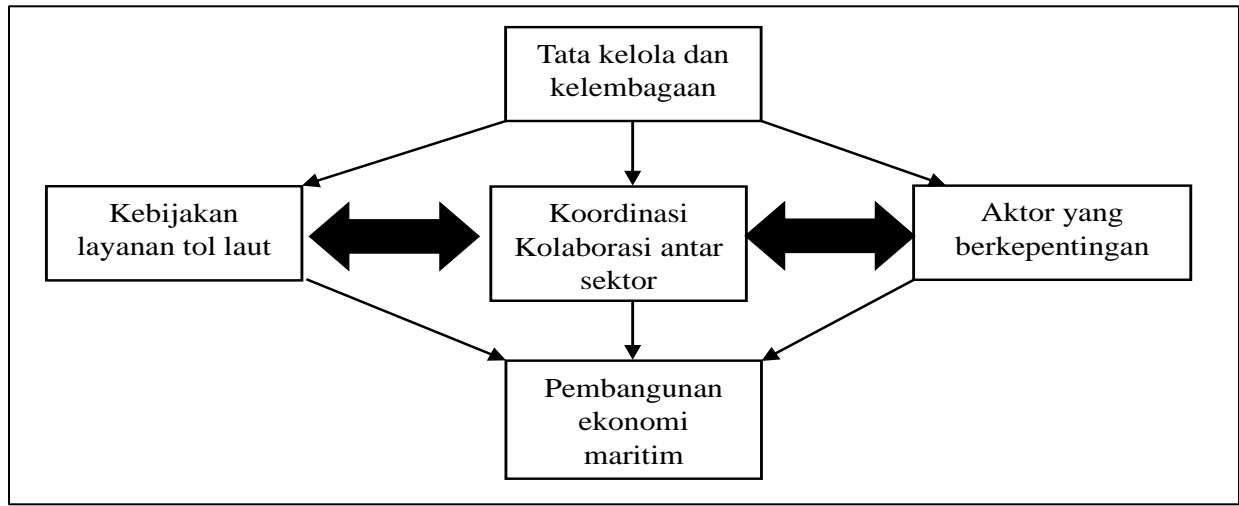 Tata kelola dan
kelembagaan
Kebijakan
layanan tol laut
Koordinasi
Kolaborasi antar
sektor
Aktor yang
berkepentingan
Pembangunan
ekonomi
maritim